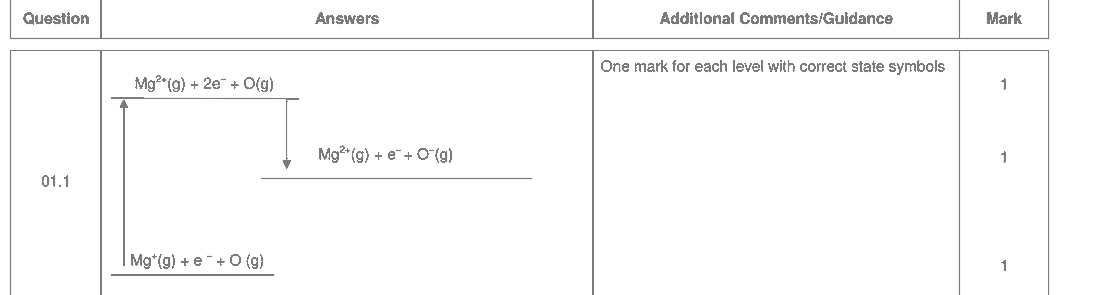 Question Answers Additional Comments/Guidance Mark
One mark for each level with correct state symbols
Mg²⁺(g) + 2e⁻ + O(g) 1
Mg²⁺(g) + e⁻ + O⁻(g) 1
01.1
Mg⁺(g) + e⁻ + O (g) 1